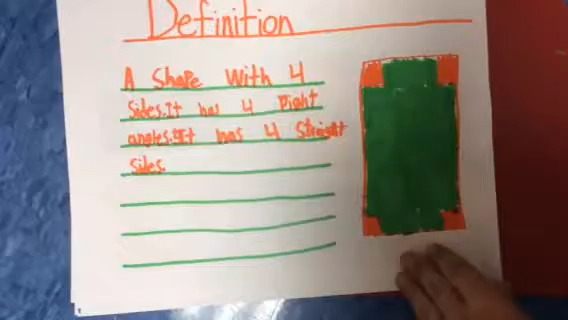 Definition
A Shape With 4
Sides. It has 4 Right
angles. It has 4 Straight
Sides.